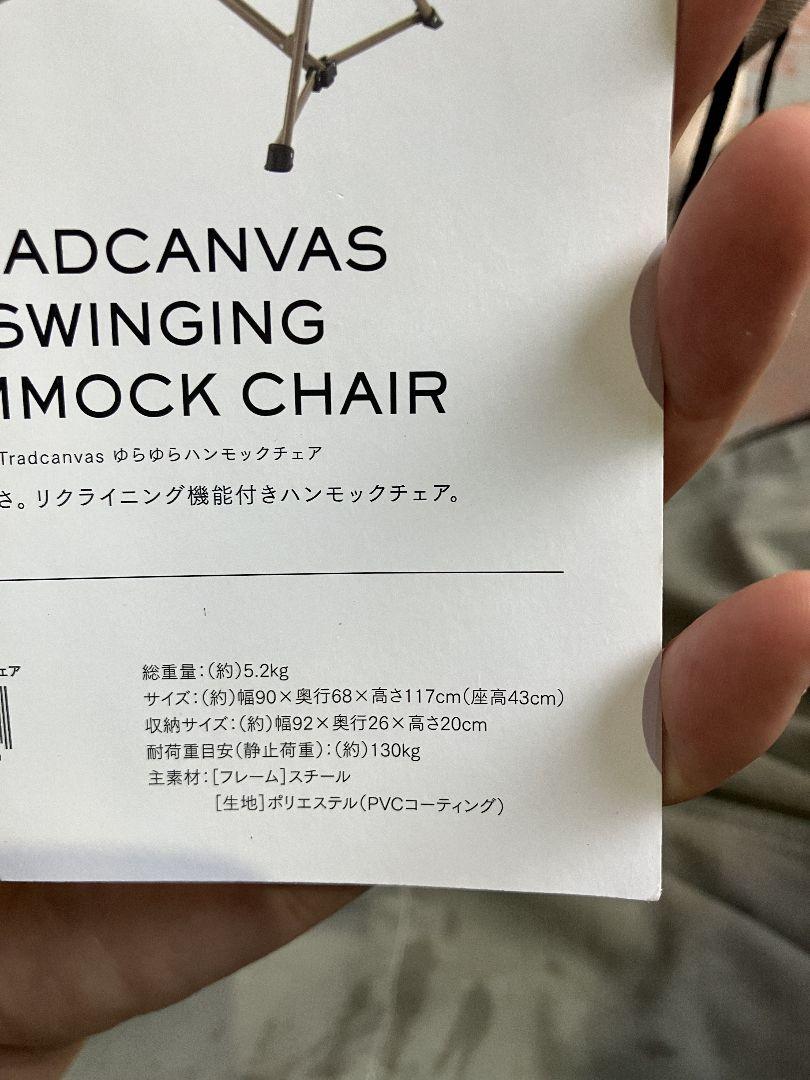 ADCANVAS
SWINGING
MMOCK CHAIR
Tradcanvas ゆらゆらハンモックチェア
さ。リクライニング機能付きハンモックチェア。
ェア
総重量：(約)5.2kg
サイズ：(約)幅90×奥行68×高さ117cm(座高43cm)
収納サイズ：(約)幅92×奥行26×高さ20cm
耐荷重目安(静止荷重)：(約)130kg
主素材：[フレーム]スチール
[生地]ポリエステル(PVCコーティング)